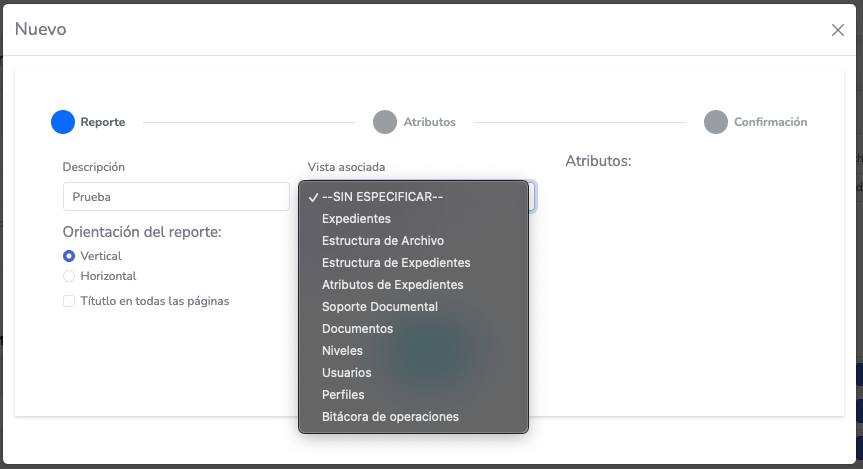 Nuevo
Reporte
Atributos
Confirmación
Descripción
Vista asociada
Atributos:
Prueba
Orientación del reporte:
Vertical
Horizontal
Títutlo en todas las páginas
✓ --SIN ESPECIFICAR--
Expedientes
Estructura de Archivo
Estructura de Expedientes
Atributos de Expedientes
Soporte Documental
Documentos
Niveles
Usuarios
Perfiles
Bitácora de operaciones